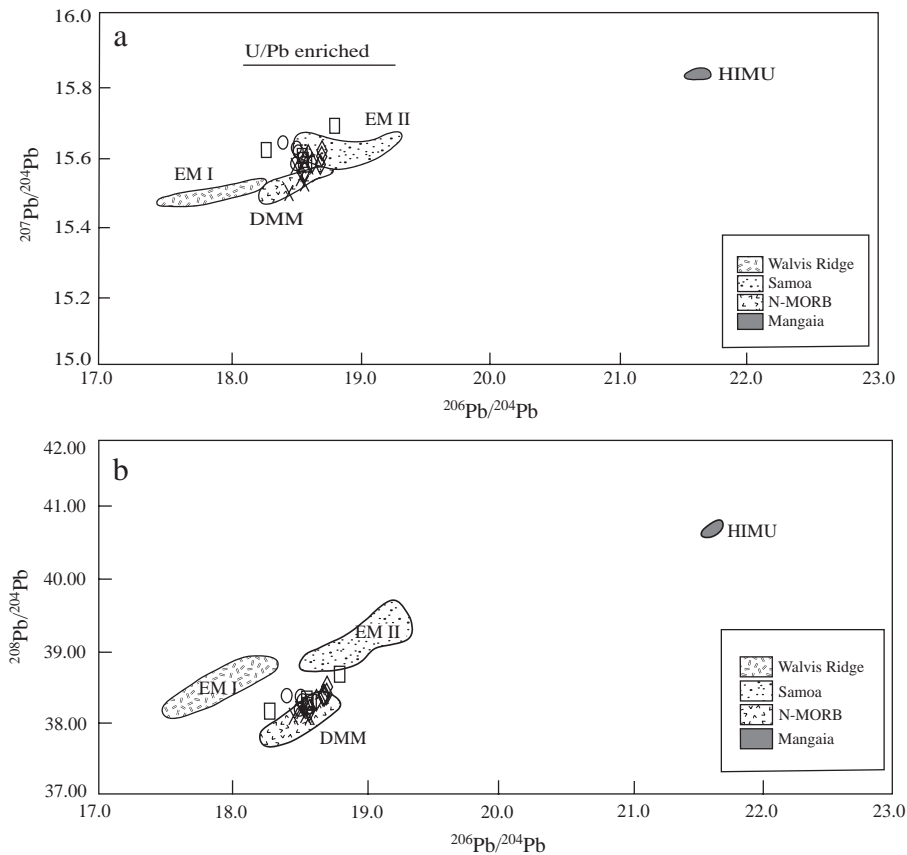 16.0
a
U/Pb enriched
HIMU
15.8
EM II
15.6
EM I
DMM
15.4
15.2
15.0
²⁰⁷Pb/²⁰⁴Pb
Walvis Ridge
Samoa
N-MORB
Mangaia
17.0 18.0 19.0 20.0 21.0 22.0 23.0
²⁰⁶Pb/²⁰⁴Pb
42.00
b
41.00
HIMU
40.00
EM II
39.00
EM I
38.00
DMM
37.00
²⁰⁸Pb/²⁰⁴Pb
Walvis Ridge
Samoa
N-MORB
Mangaia
17.0 18.0 19.0 20.0 21.0 22.0 23.0
²⁰⁶Pb/²⁰⁴Pb